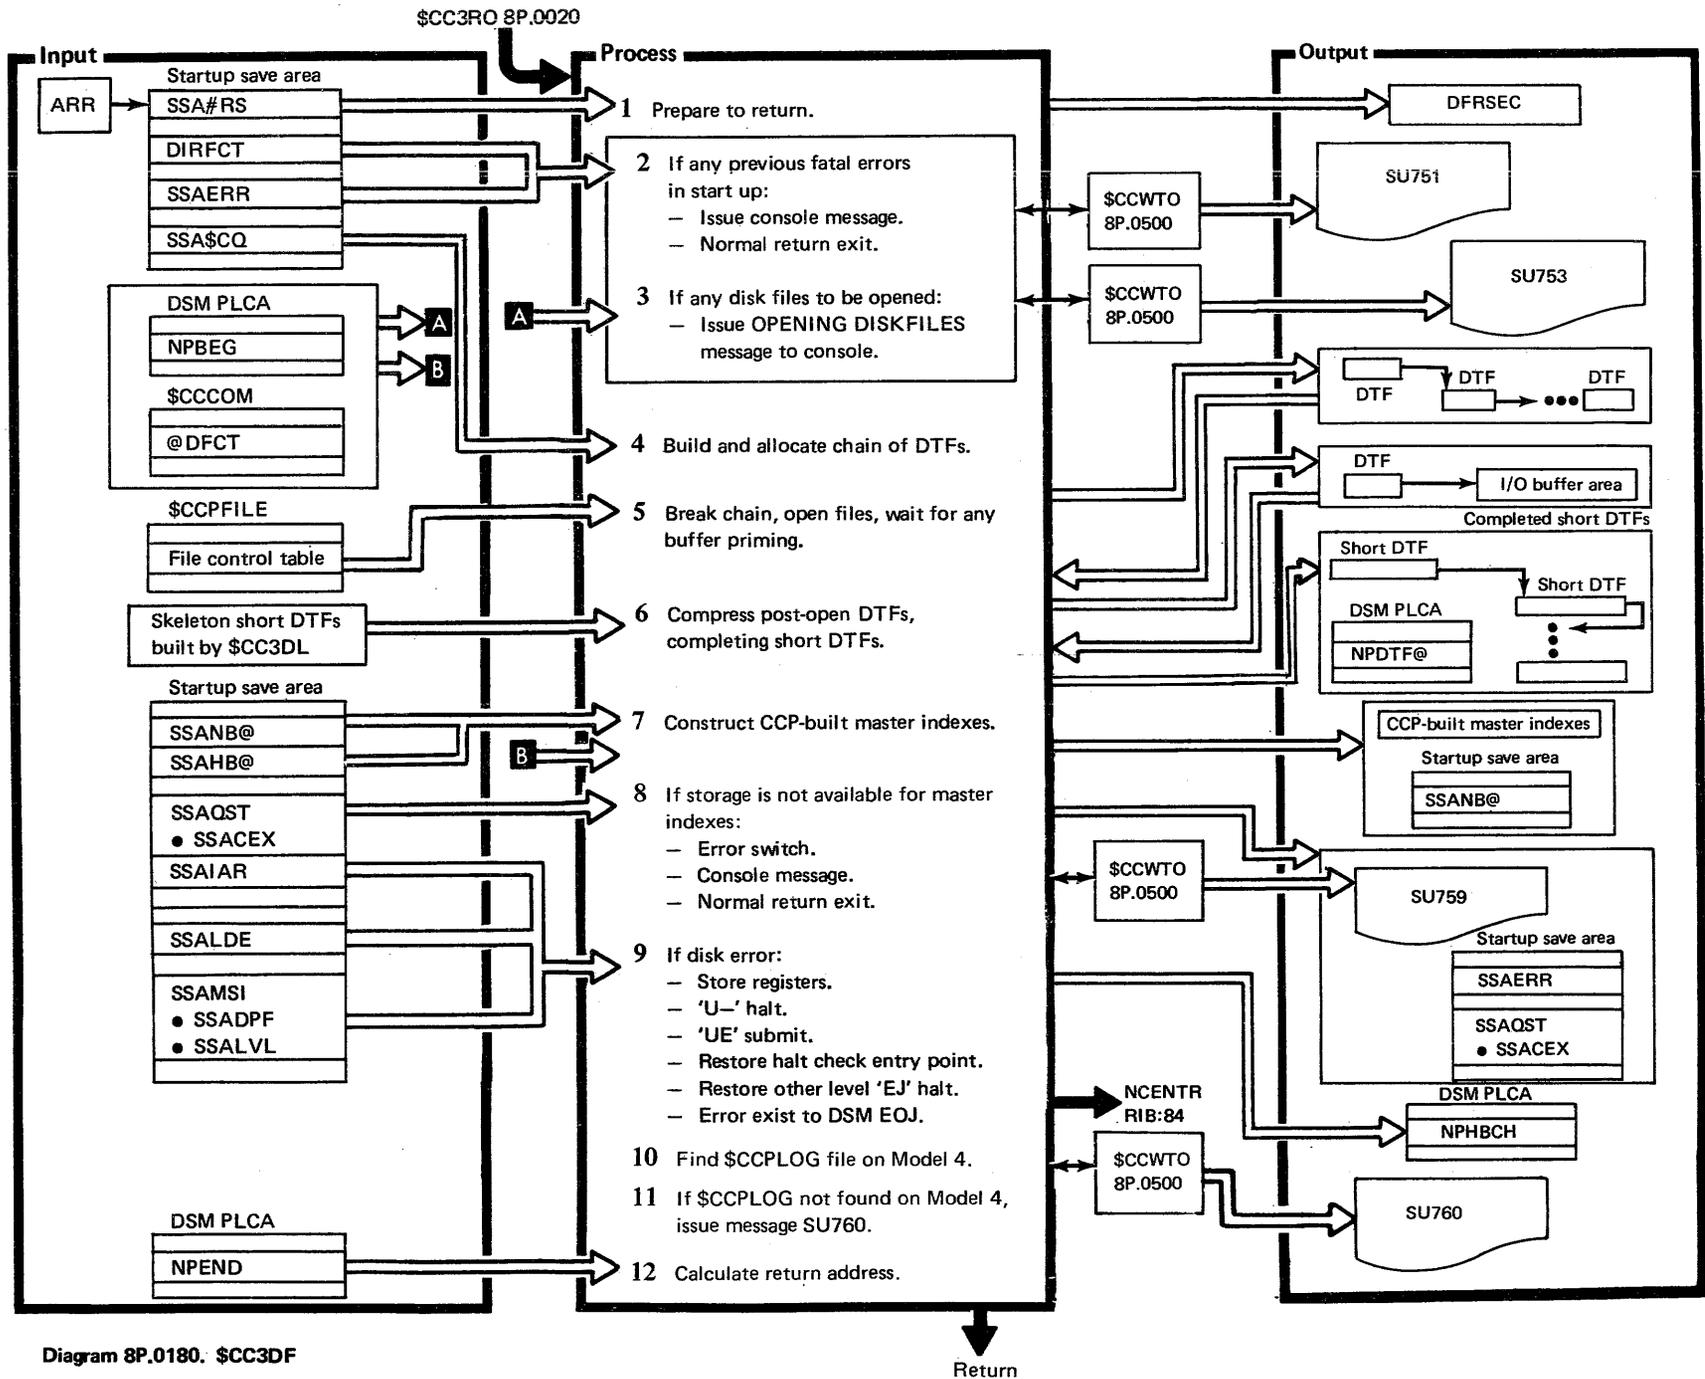 $CC3RO 8P.0020
Input
ARR
Startup save area
SSA#RS
DIRFCT
SSAERR
SSA$CQ
DSM PLCA
NPBEG
$CCCOM
@DFCT
A
B
$CCPFILE
File control table
Skeleton short DTFs
built by $CC3DL
Startup save area
SSANB@
SSAHB@
SSAQST
● SSACEX
SSAIAR
SSALDE
SSAMSI
● SSADPF
● SSALVL
DSM PLCA
NPEND
Process
1 Prepare to return.
2 If any previous fatal errors
in start up:
— Issue console message.
— Normal return exit.
A
3 If any disk files to be opened:
— Issue OPENING DISKFILES
message to console.
4 Build and allocate chain of DTFs.
5 Break chain, open files, wait for any
buffer priming.
6 Compress post-open DTFs,
completing short DTFs.
7 Construct CCP-built master indexes.
B
8 If storage is not available for master
indexes:
— Error switch.
— Console message.
— Normal return exit.
9 If disk error:
— Store registers.
— 'U—' halt.
— 'UE' submit.
— Restore halt check entry point.
— Restore other level 'EJ' halt.
— Error exist to DSM EOJ.
10 Find $CCPLOG file on Model 4.
11 If $CCPLOG not found on Model 4,
issue message SU760.
12 Calculate return address.
Return
$CCWTO
8P.0500
$CCWTO
8P.0500
$CCWTO
8P.0500
NCENTR
RIB:84
$CCWTO
8P.0500
Output
DFRSEC
SU751
SU753
DTF
DTF
●●●
DTF
DTF
I/O buffer area
Completed short DTFs
Short DTF
Short DTF
DSM PLCA
NPDTF@
CCP-built master indexes
Startup save area
SSANB@
SU759
Startup save area
SSAERR
SSAQST
● SSACEX
DSM PLCA
NPHBCH
SU760
Diagram 8P.0180. $CC3DF